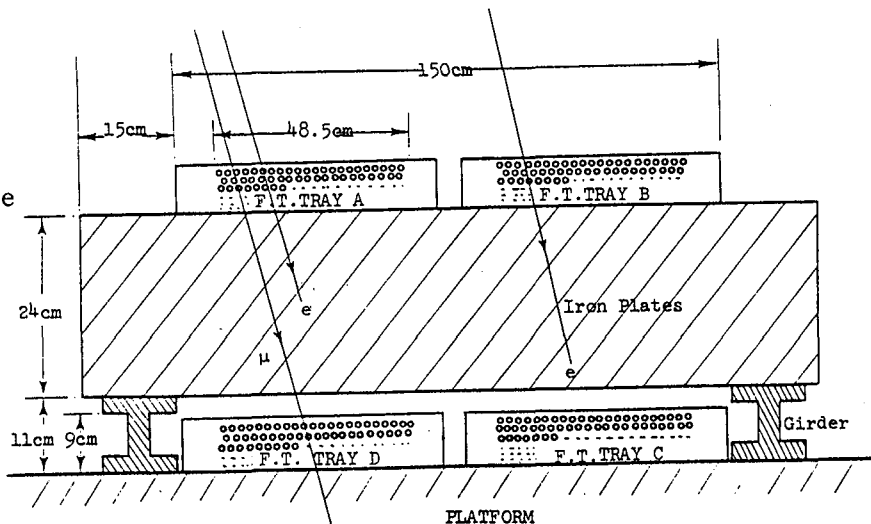 150cm
15cm
48.5cm
F.T.TRAY A
F.T.TRAY B
e
24cm
e
Iron Plates
μ
e
11cm
9cm
Girder
F.T. TRAY D
F.T.TRAY C
PLATFORM